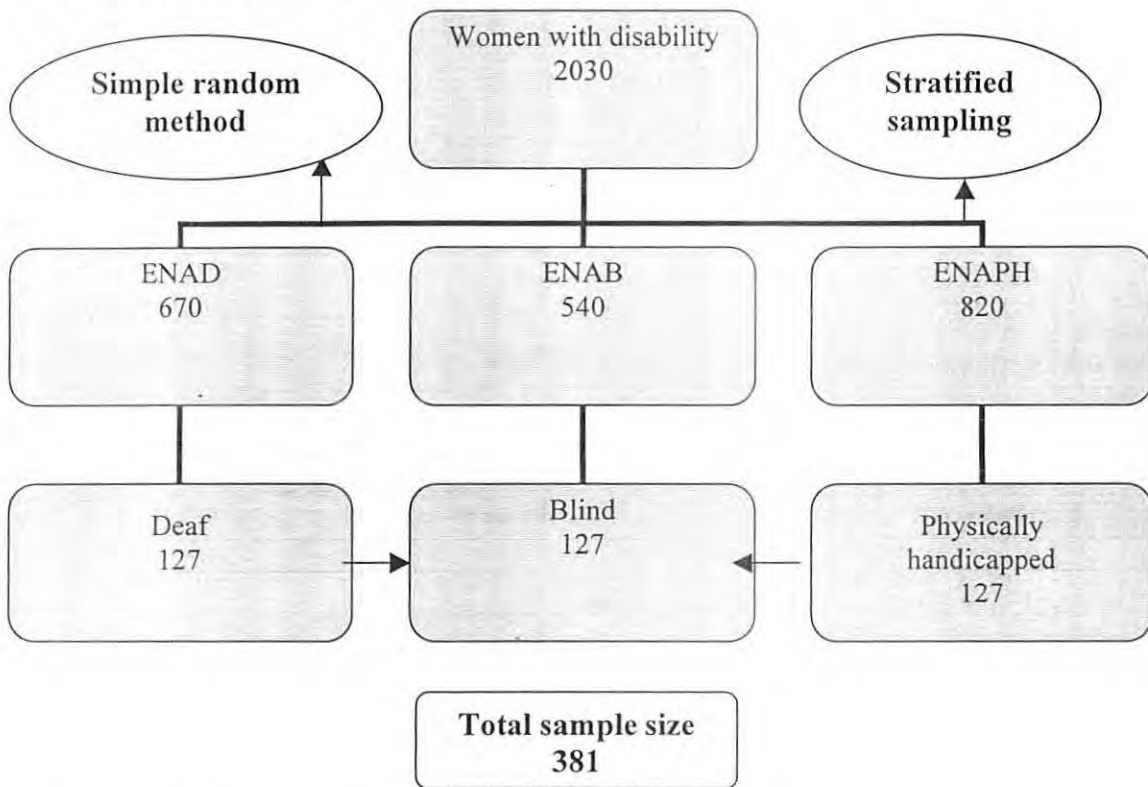 Women with disability
2030
Simple random
method
Stratified
sampling
ENAD
670
ENAB
540
ENAPH
820
Deaf
127
Blind
127
Physically
handicapped
127
Total sample size
381